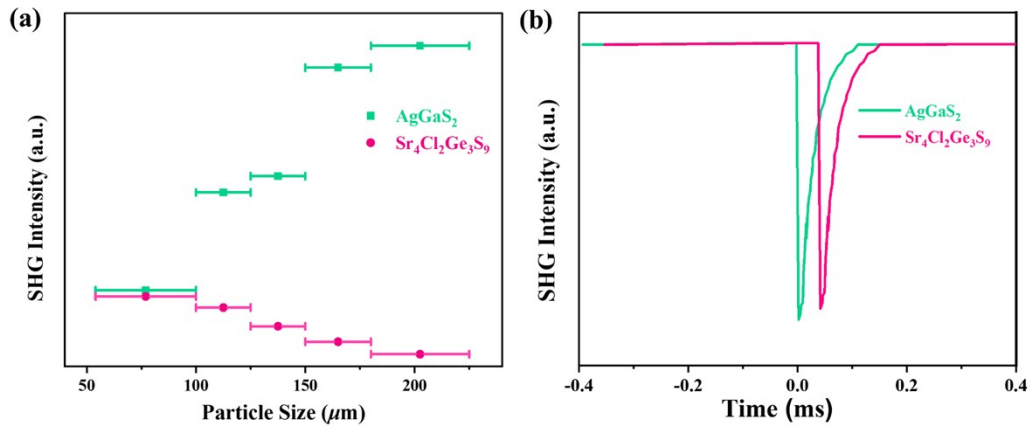 (a)
SHG Intensity (a.u.)
AgGaS₂
Sr₄Cl₂Ge₃S₉
50 100 150 200
Particle Size (μm)
(b)
SHG Intensity (a.u.)
AgGaS₂
Sr₄Cl₂Ge₃S₉
-0.4 -0.2 0.0 0.2 0.4
Time (ms)